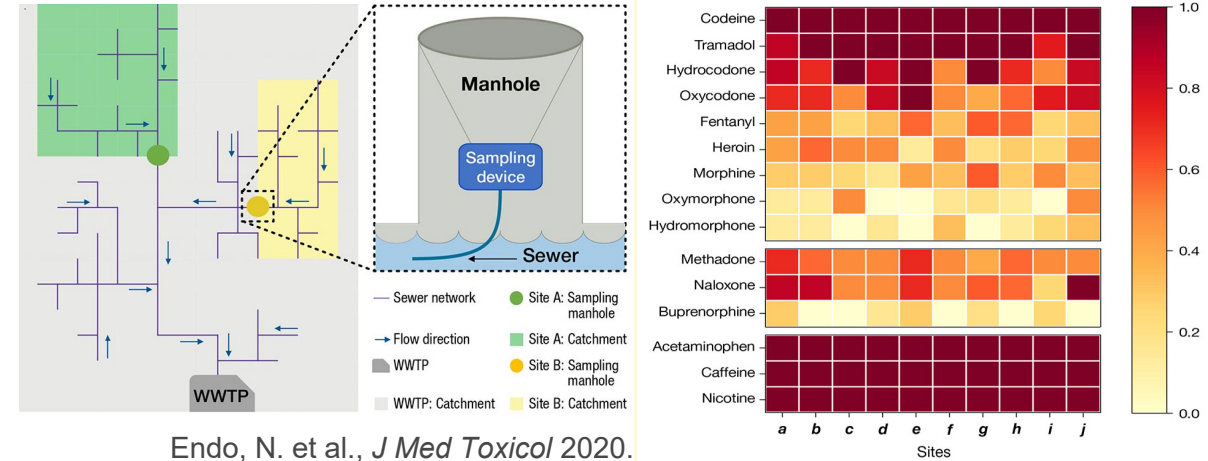 Manhole
Sampling
device
Sewer
WWTP
Sewer network
Flow direction
WWTP
WWTP: Catchment
Site A: Sampling
manhole
Site A: Catchment
Site B: Sampling
manhole
Site B: Catchment
Endo, N. et al., J Med Toxicol 2020.
Codeine
Tramadol
Hydrocodone
Oxycodone
Fentanyl
Heroin
Morphine
Oxymorphone
Hydromorphone
Methadone
Naloxone
Buprenorphine
Acetaminophen
Caffeine
Nicotine
a b c d e f g h i j
Sites
1.0
0.8
0.6
0.4
0.2
0.0